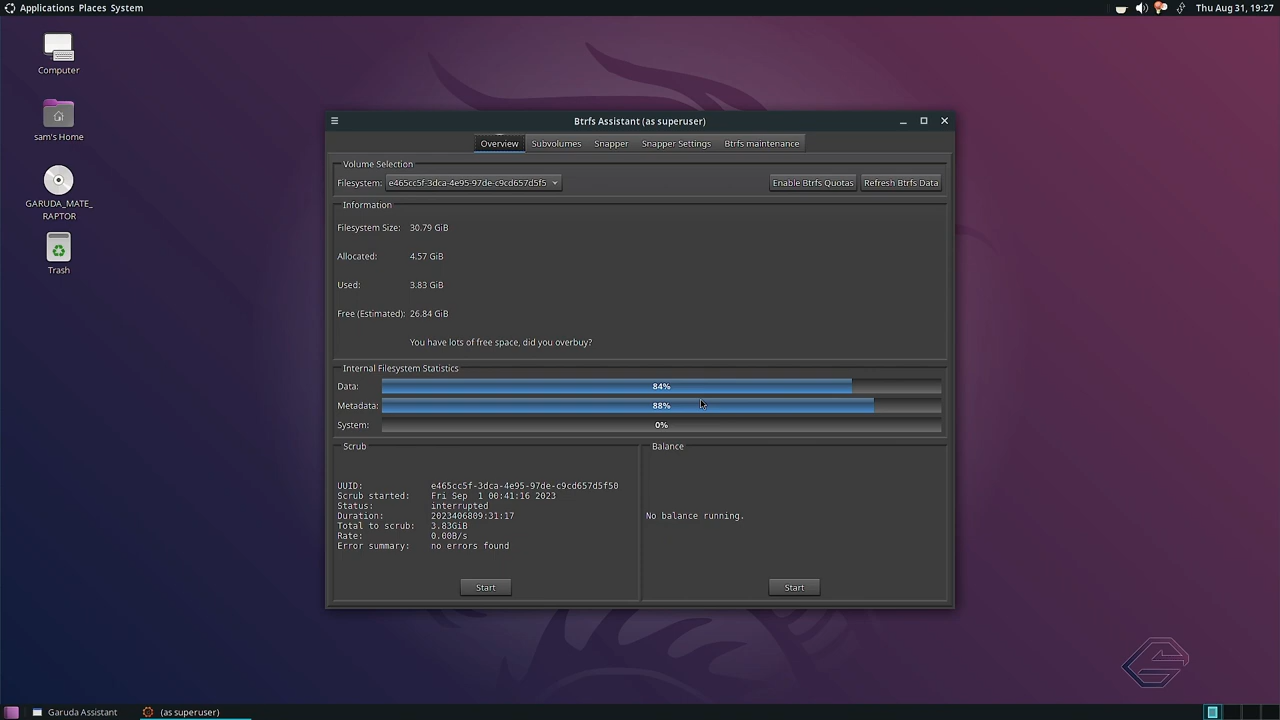 Applications Places System
Thu Aug 31, 19:27
Computer
sam's Home
GARUDA_MATE_
RAPTOR
Trash
Btrfs Assistant (as superuser)
Overview Subvolumes Snapper Snapper Settings Btrfs maintenance
Volume Selection
Filesystem: e465cc5f-3dca-4e95-97de-c9cd657d5f5 Enable Btrfs Quotas Refresh Btrfs Data
Information
Filesystem Size: 30.79 GiB
Allocated: 4.57 GiB
Used: 3.83 GiB
Free (Estimated): 26.84 GiB
You have lots of free space, did you overbuy?
Internal Filesystem Statistics
Data: 84%
Metadata: 88%
System: 0%
Scrub
UUID: e465cc5f-3dca-4e95-97de-c9cd657d5f50
Scrub started: Fri Sep  1 00:41:16 2023
Status: interrupted
Duration: 2023406809:31:17
Total to scrub: 3.83GiB
Rate: 0.00B/s
Error summary: no errors found
Start
Balance
No balance running.
Start
Garuda Assistant
(as superuser)